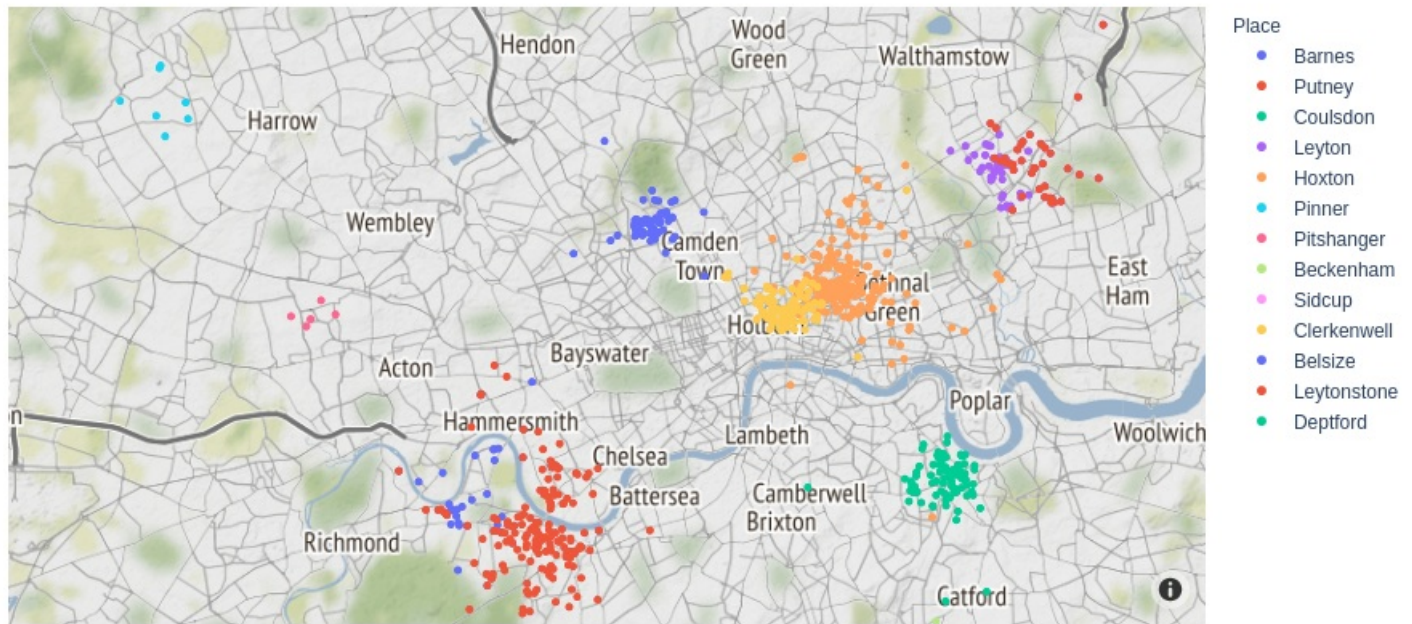 Hendon
Wood
Green
Walthamstow
Harrow
Wembley
Camden
Town
East
Ham
Bethnal
Green
Bayswater
Acton
Poplar
Hammersmith
Lambeth
Woolwich
Chelsea
Battersea
Camberwell
Brixton
Richmond
Catford
Place
Barnes
Putney
Coulsdon
Leyton
Hoxton
Pinner
Pitshanger
Beckenham
Sidcup
Clerkenwell
Belsize
Leytonstone
Deptford